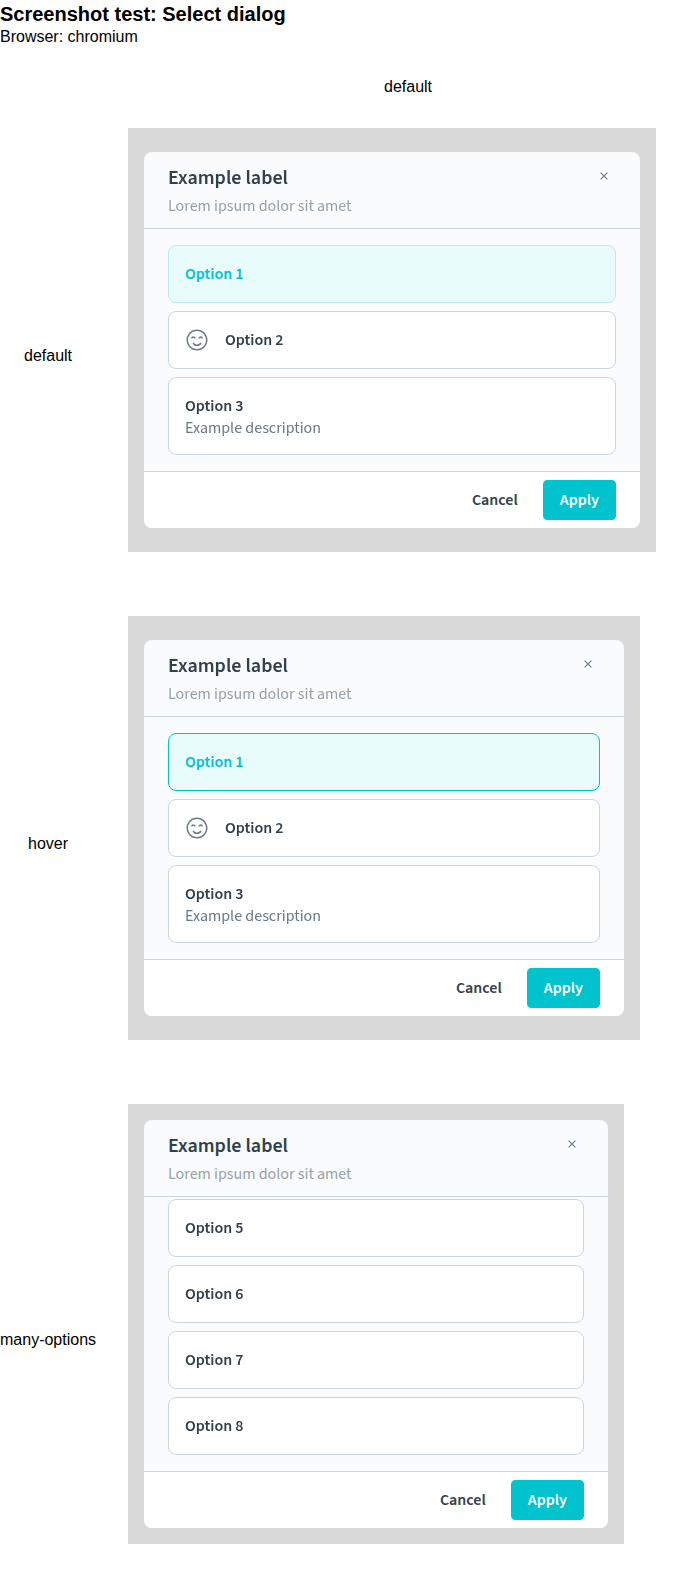 Screenshot test: Select dialog
Browser: chromium
default
default
Example label
×
Lorem ipsum dolor sit amet
Option 1
Option 2
Option 3
Example description
Cancel
Apply
hover
Example label
×
Lorem ipsum dolor sit amet
Option 1
Option 2
Option 3
Example description
Cancel
Apply
many-options
Example label
×
Lorem ipsum dolor sit amet
Option 5
Option 6
Option 7
Option 8
Cancel
Apply